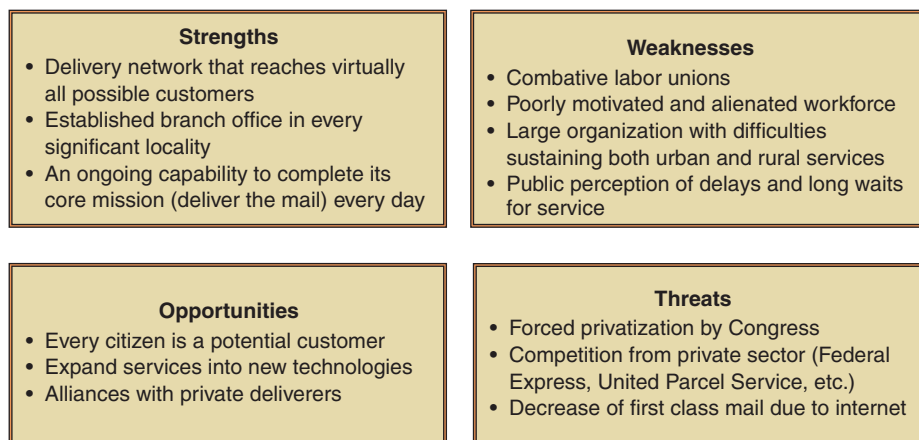 Strengths
• Delivery network that reaches virtually
all possible customers
• Established branch office in every
significant locality
• An ongoing capability to complete its
core mission (deliver the mail) every day
Weaknesses
• Combative labor unions
• Poorly motivated and alienated workforce
• Large organization with difficulties
sustaining both urban and rural services
• Public perception of delays and long waits
for service
Opportunities
• Every citizen is a potential customer
• Expand services into new technologies
• Alliances with private deliverers
Threats
• Forced privatization by Congress
• Competition from private sector (Federal
Express, United Parcel Service, etc.)
• Decrease of first class mail due to internet